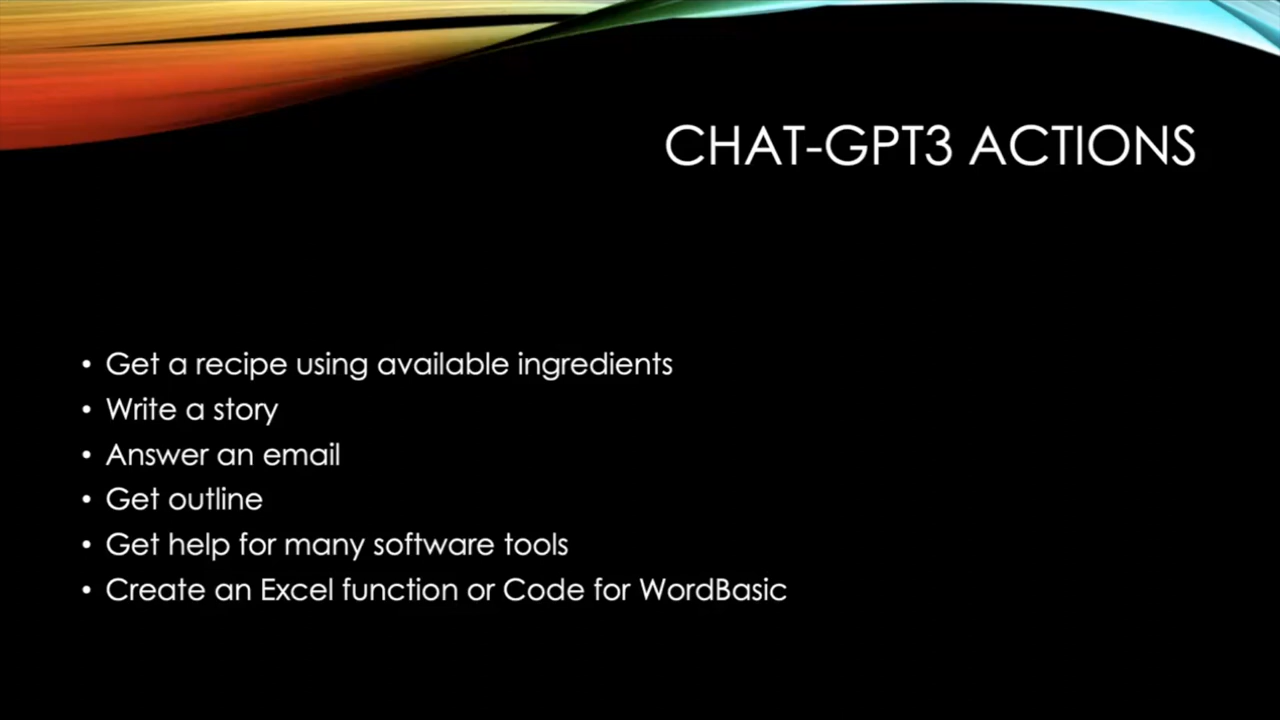 CHAT-GPT3 ACTIONS
• Get a recipe using available ingredients
• Write a story
• Answer an email
• Get outline
• Get help for many software tools
• Create an Excel function or Code for WordBasic